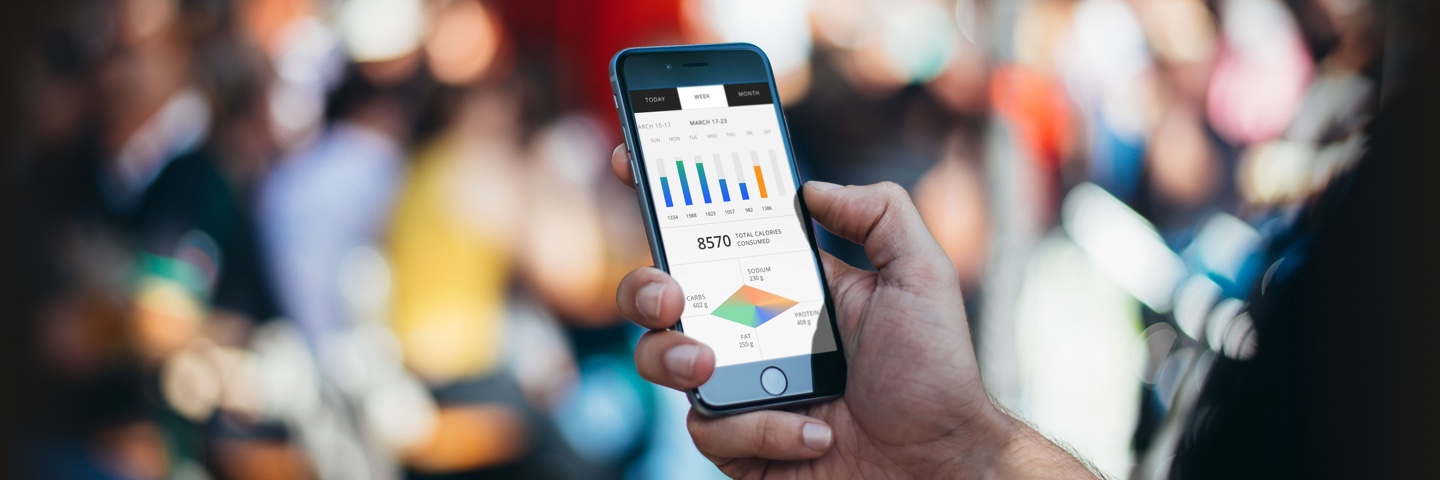 TODAY WEEK MONTH
ARCH 10-17 MARCH 17-23
SUN MON TUE WED THU FRI SAT
1334 1988 1823 1057 982 1386
8570 TOTAL CALORIES
CONSUMED
SODIUM
230 g
CARBS
602 g
PROTEIN
408 g
FAT
255 g